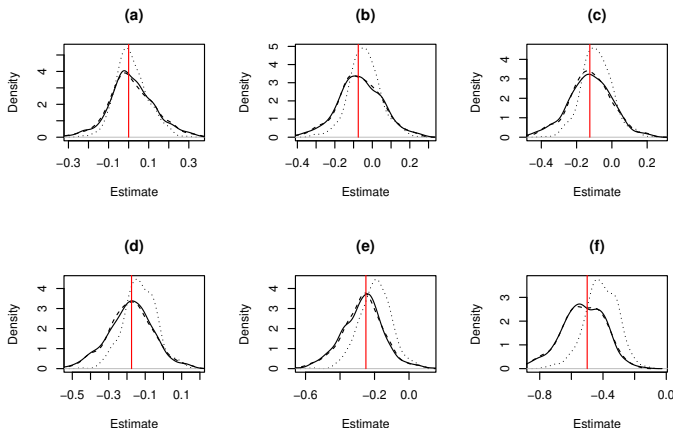 (a)
Density
0 2 4
-0.3 -0.1 0.1 0.3
Estimate
(b)
Density
0 1 2 3 4 5
-0.4 -0.2 0.0 0.2
Estimate
(c)
Density
0 1 2 3 4
-0.4 -0.2 0.0 0.2
Estimate
(d)
Density
0 1 2 3 4
-0.5 -0.3 -0.1 0.1
Estimate
(e)
Density
0 1 2 3 4
-0.6 -0.2 0.0
Estimate
(f)
Density
0 1 2 3
-0.8 -0.4 0.0
Estimate